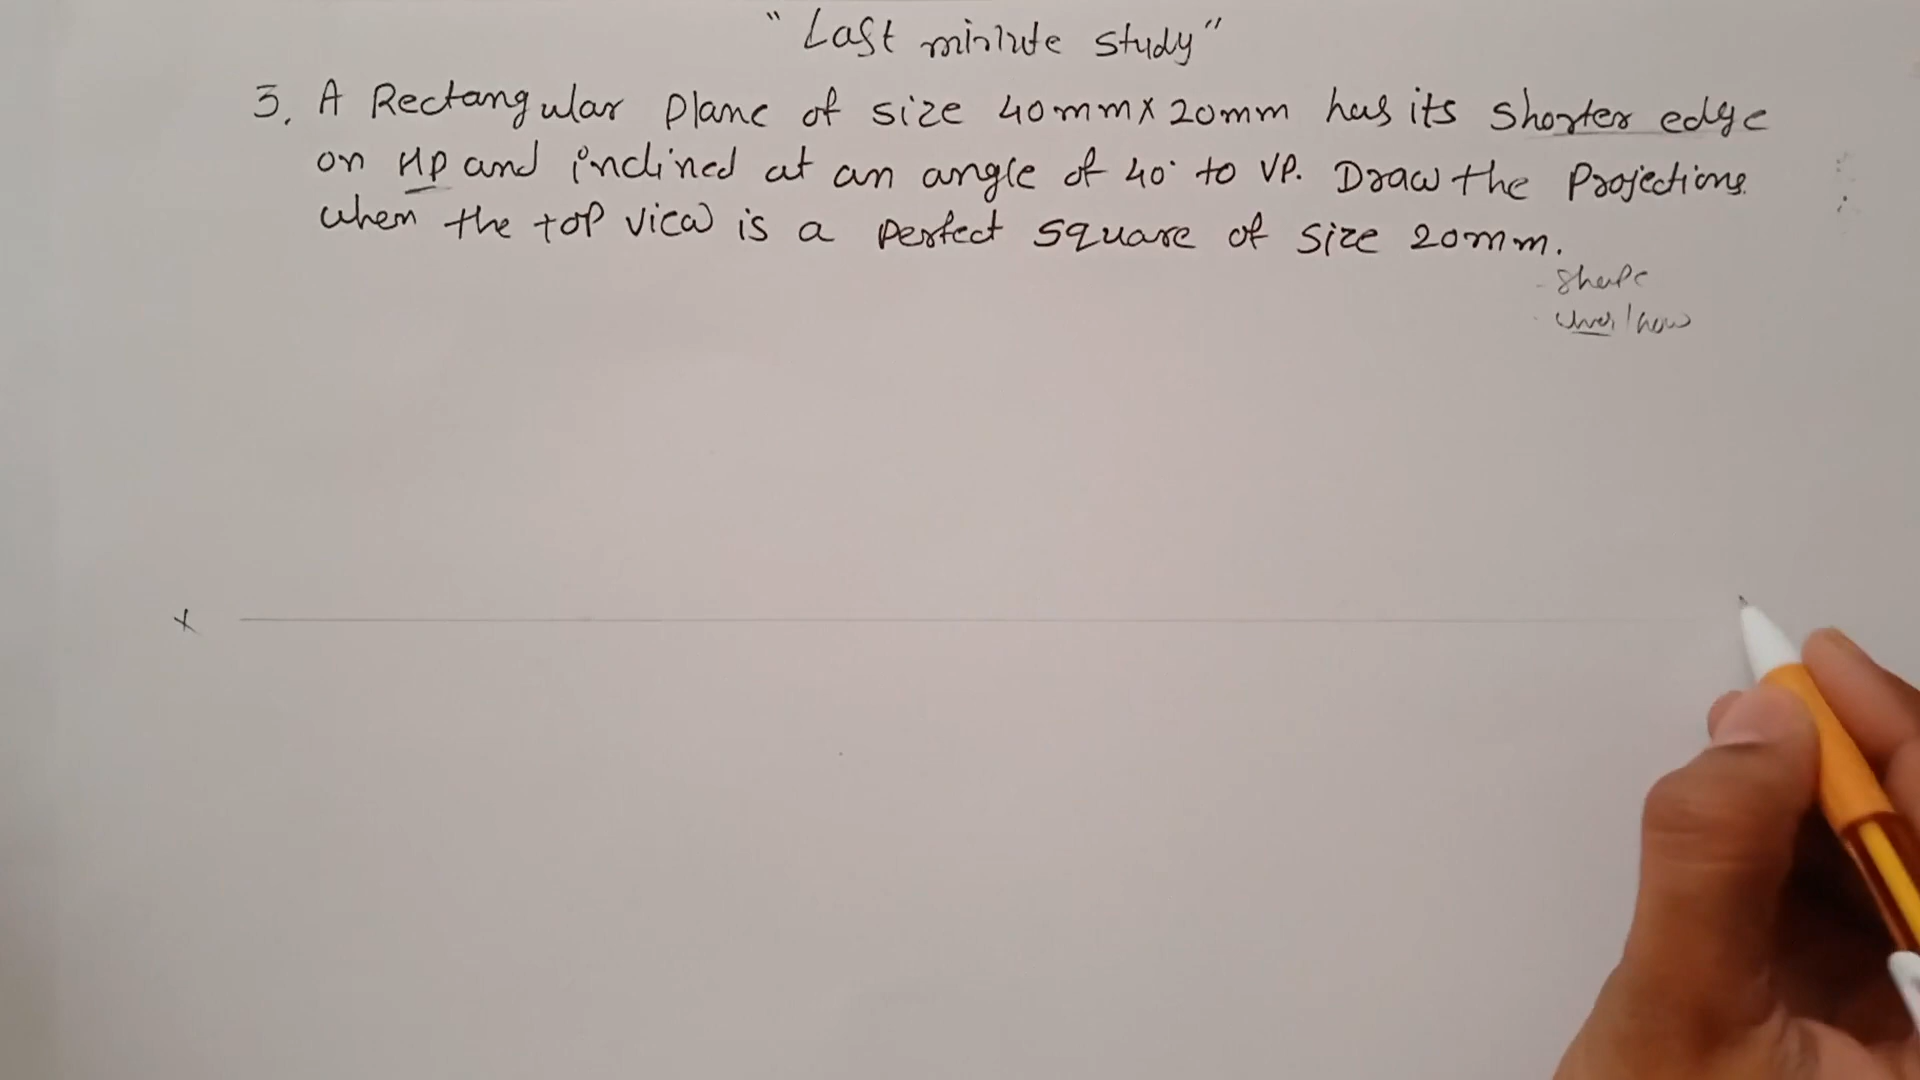 "Last minute study"
3. A Rectangular plane of size 40mm x 20mm has its shorter edge
on HP and inclined at an angle of 40° to VP. Draw the Projections
when the top view is a perfect square of size 20mm.
- shape
x